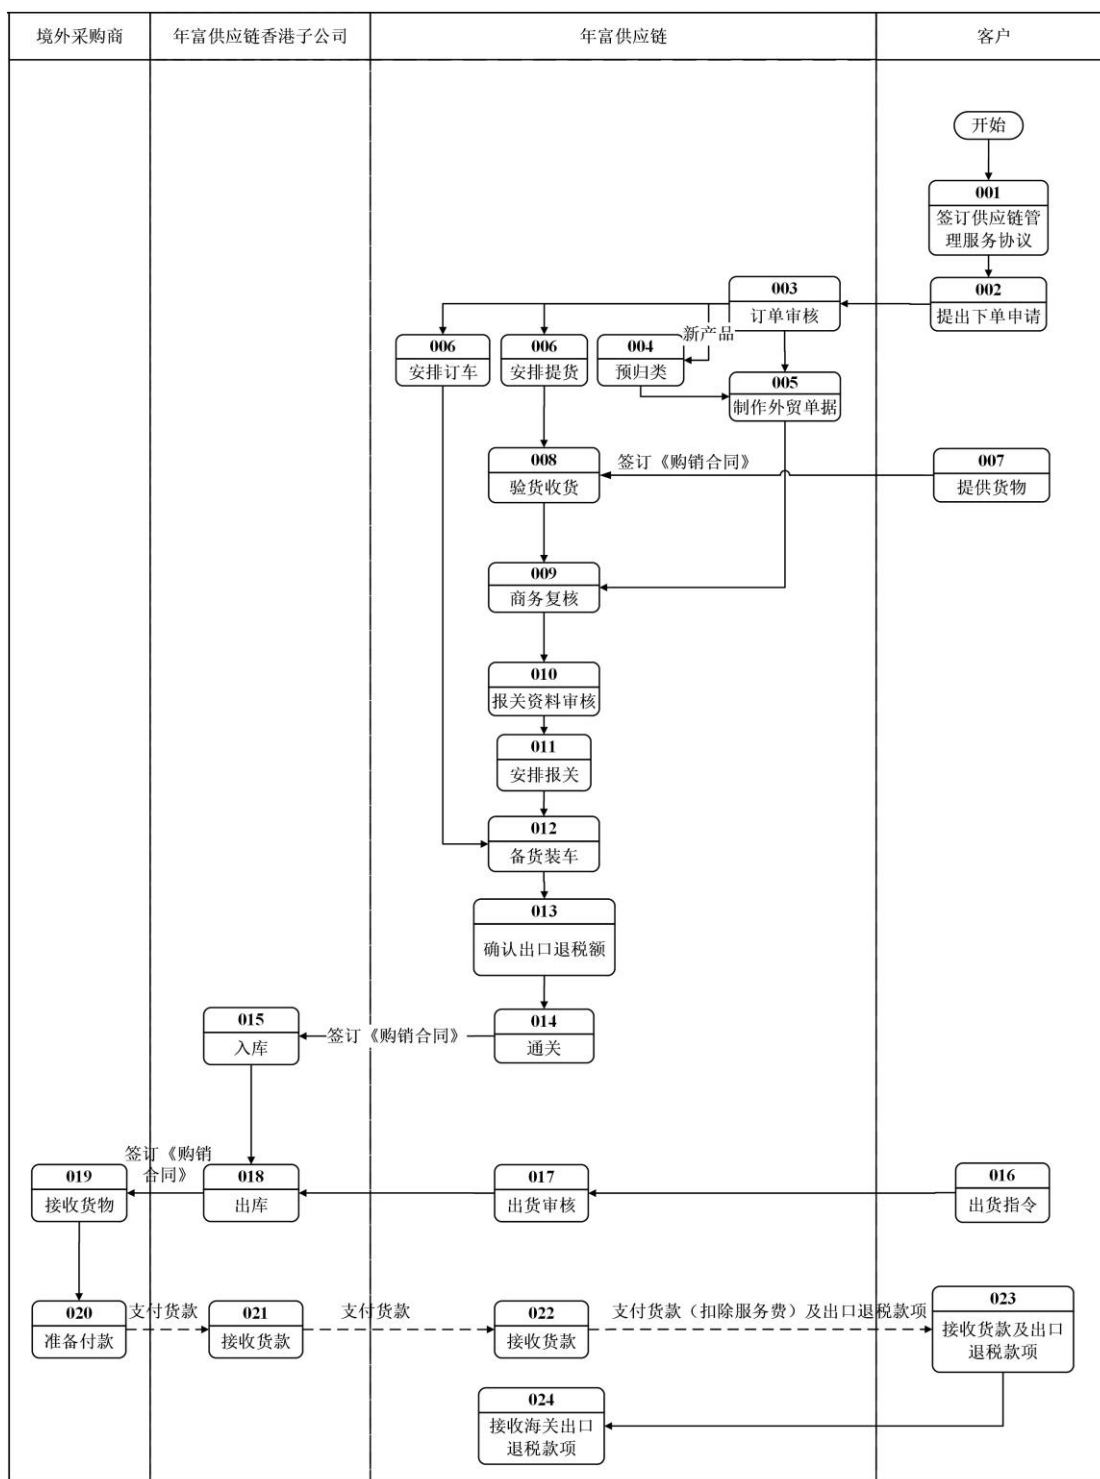 境外采购商
年富供应链香港子公司
年富供应链
客户
开始
001
签订供应链管
理服务协议
003
订单审核
002
提出下单申请
新产品
006
安排订车
006
安排提货
004
预归类
005
制作外贸单据
008
验货收货
签订《购销合同》
007
提供货物
009
商务复核
010
报关资料审核
011
安排报关
012
备货装车
013
确认出口退税额
015
入库
签订《购销合同》
014
通关
签订《购销
合同》
019
接收货物
018
出库
017
出货审核
016
出货指令
020
准备付款
支付货款
021
接收货款
支付货款
022
接收货款
支付货款（扣除服务费）及出口退税款项
023
接收货款及出口
退税款项
024
接收海关出口
退税款项